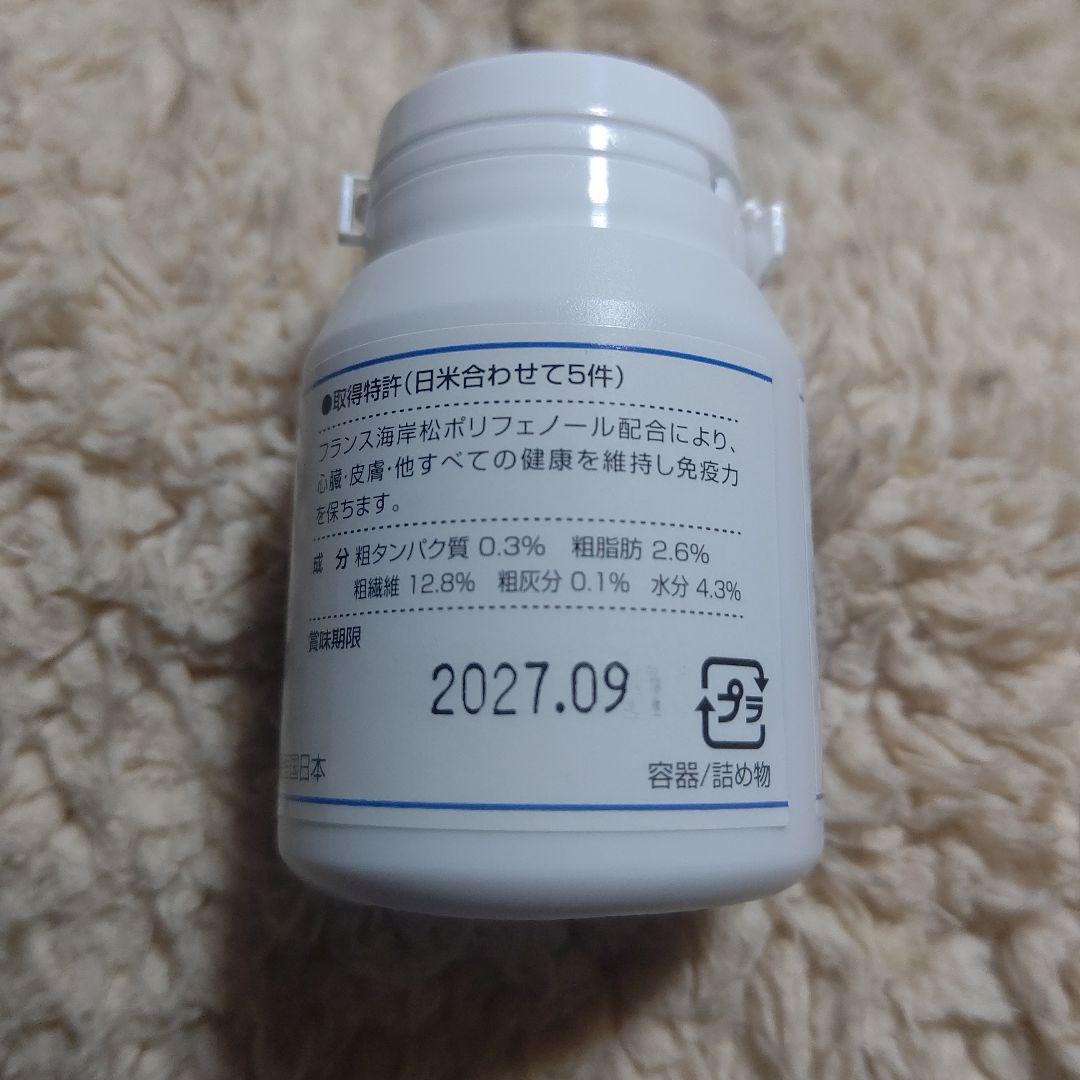 ●取得特許(日米合わせて5件)
フランス海岸松ポリフェノール配合により、
心臓・皮膚・他すべての健康を維持し免疫力
を保ちます。
成 分 粗タンパク質 0.3% 粗脂肪 2.6%
粗繊維 12.8% 粗灰分 0.1% 水分 4.3%
賞味期限
2027.09
プラ
国日本
容器/詰め物